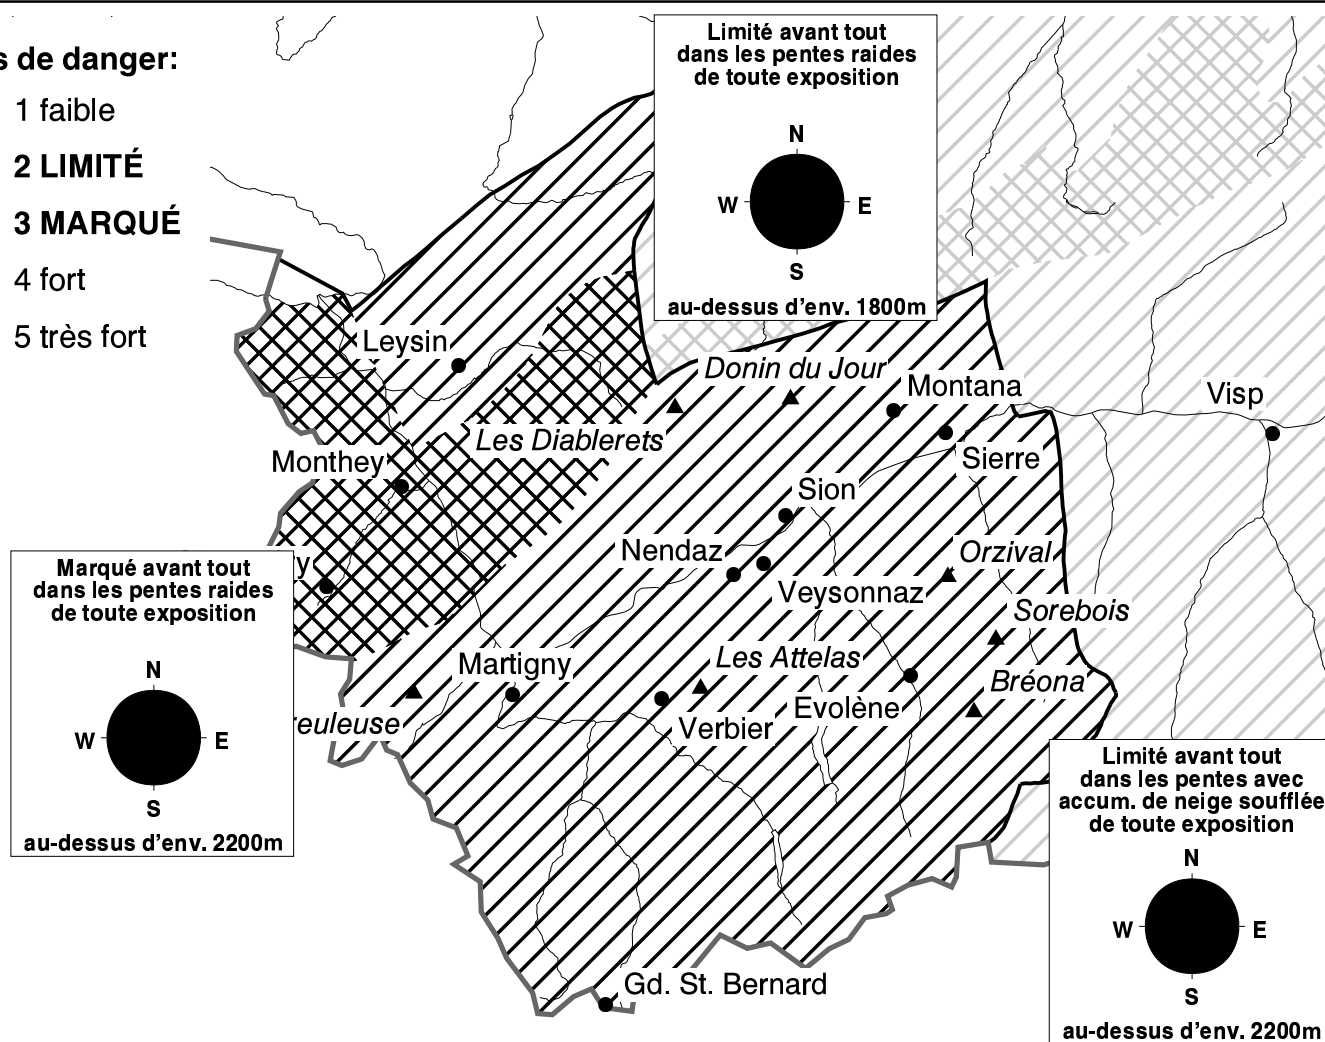 s de danger:
1 faible
2 LIMITÉ
3 MARQUÉ
4 fort
5 très fort
Limité avant tout
dans les pentes raides
de toute exposition
N
W E
S
au-dessus d'env. 1800m
Leysin
Donin du Jour
Montana
Visp
Les Diablerets
Sierre
Monthey
Sion
Nendaz
Orzival
y
Veysonnaz
Sorebois
Martigny
Les Attelas
Bréona
reuleuse
Verbier
Evolène
Gd. St. Bernard
Marqué avant tout
dans les pentes raides
de toute exposition
N
W E
S
au-dessus d'env. 2200m
Limité avant tout
dans les pentes avec
accum. de neige soufflée
de toute exposition
N
W E
S
au-dessus d'env. 2200m